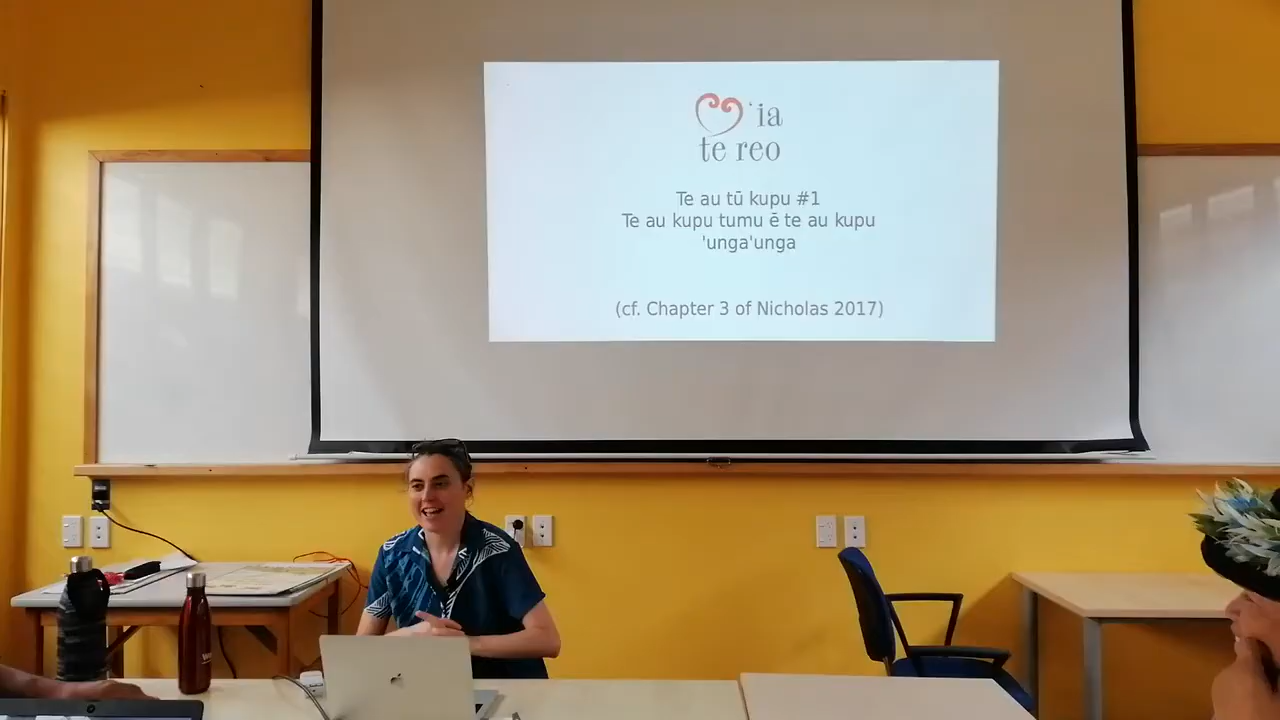 'ia
te reo
Te au tū kupu #1
Te au kupu tumu ē te au kupu
'unga'unga
(cf. Chapter 3 of Nicholas 2017)